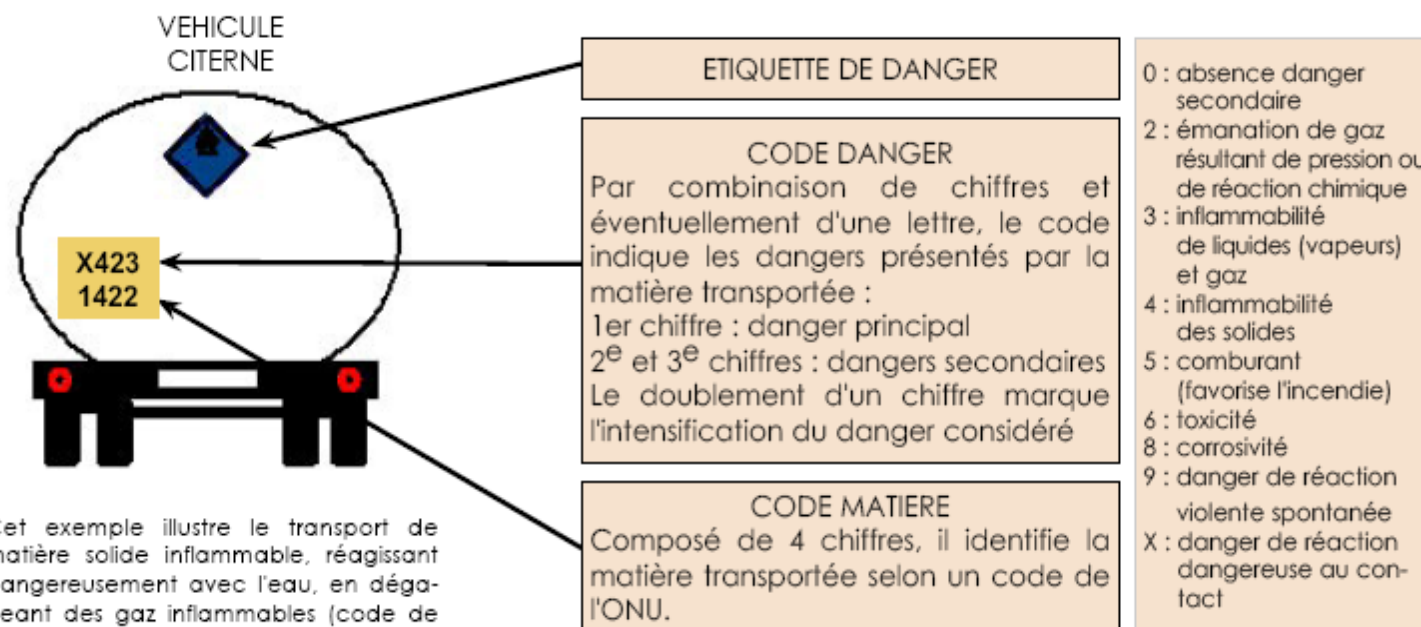 VEHICULE
CITERNE
X423
1422
ETIQUETTE DE DANGER
CODE DANGER
Par combinaison de chiffres et
éventuellement d'une lettre, le code
indique les dangers présentés par la
matière transportée :
1er chiffre : danger principal
2e et 3e chiffres : dangers secondaires
Le doublement d'un chiffre marque
l'intensification du danger considéré
CODE MATIERE
Composé de 4 chiffres, il identifie la
matière transportée selon un code de
l'ONU.
0 : absence danger
secondaire
2 : émanation de gaz
résultant de pression ou
de réaction chimique
3 : inflammabilité
de liquides (vapeurs)
et gaz
4 : inflammabilité
des solides
5 : comburant
(favorise l'incendie)
6 : toxicité
8 : corrosivité
9 : danger de réaction
violente spontanée
X : danger de réaction
dangereuse au con-
tact
et exemple illustre le transport de
matière solide inflammable, réagissant
angereusement avec l'eau, en déga-
eant des gaz inflammables (code de